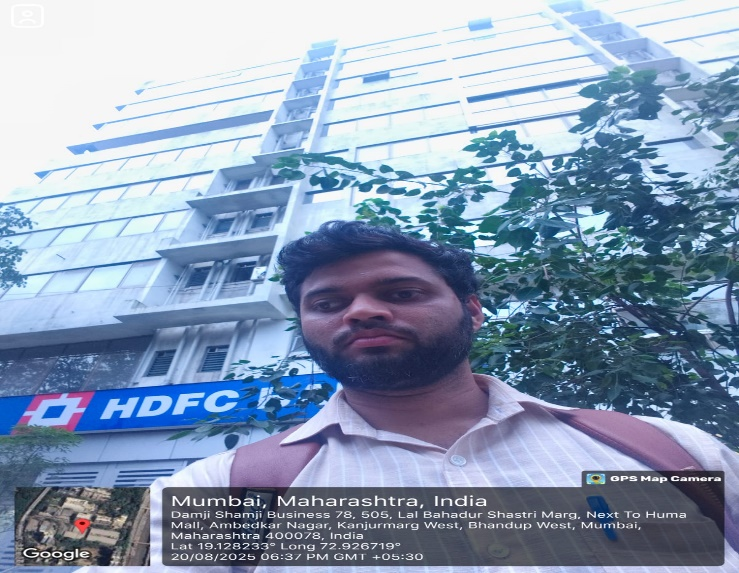 HDFC
GPS Map Camera
Mumbai, Maharashtra, India
Damji Shamji Business 78, 505, Lal Bahadur Shastri Marg, Next To Huma
Mall, Ambedkar Nagar, Kanjurmarg West, Bhandup West, Mumbai,
Maharashtra 400078, India
Lat 19.128233° Long 72.926719°
20/08/2025 06:37 PM GMT +05:30
Google